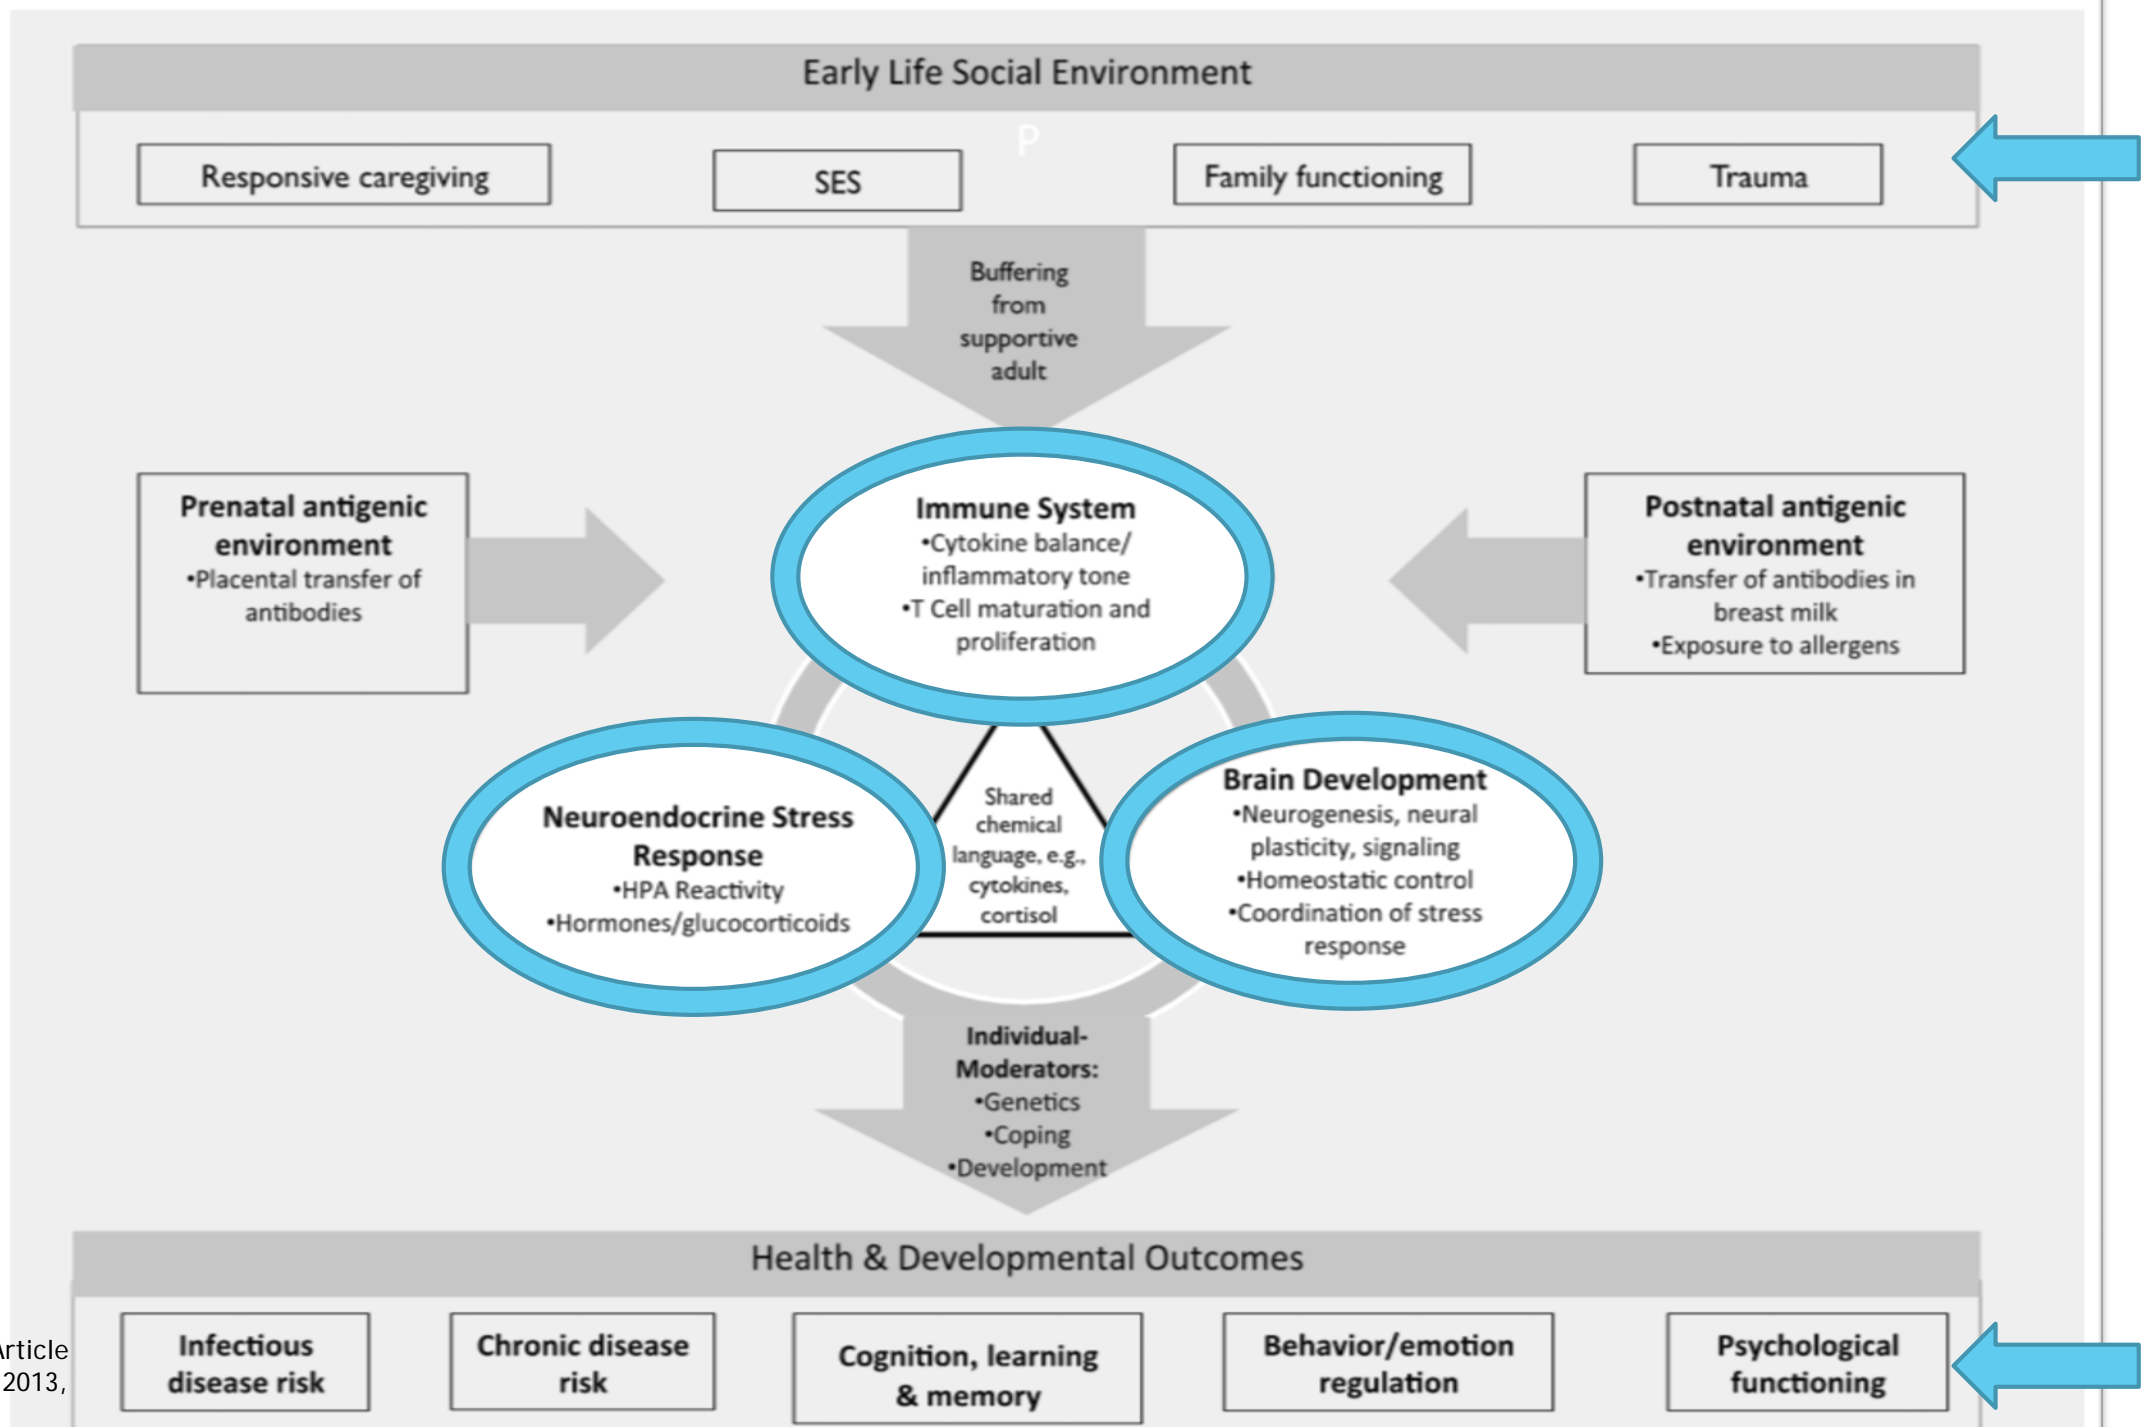 Early Life Social Environment
P
Responsive caregiving
SES
Family functioning
Trauma
Buffering
from
supportive
adult
Prenatal antigenic
environment
•Placental transfer of
antibodies
Immune System
•Cytokine balance/
inflammatory tone
•T Cell maturation and
proliferation
Postnatal antigenic
environment
•Transfer of antibodies in
breast milk
•Exposure to allergens
Neuroendocrine Stress
Response
•HPA Reactivity
•Hormones/glucocorticoids
Shared
chemical
language, e.g.,
cytokines,
cortisol
Brain Development
•Neurogenesis, neural
plasticity, signaling
•Homeostatic control
•Coordination of stress
response
Individual-
Moderators:
•Genetics
•Coping
•Development
Health & Developmental Outcomes
Infectious
disease risk
Chronic disease
risk
Cognition, learning
& memory
Behavior/emotion
regulation
Psychological
functioning
Article
2013,